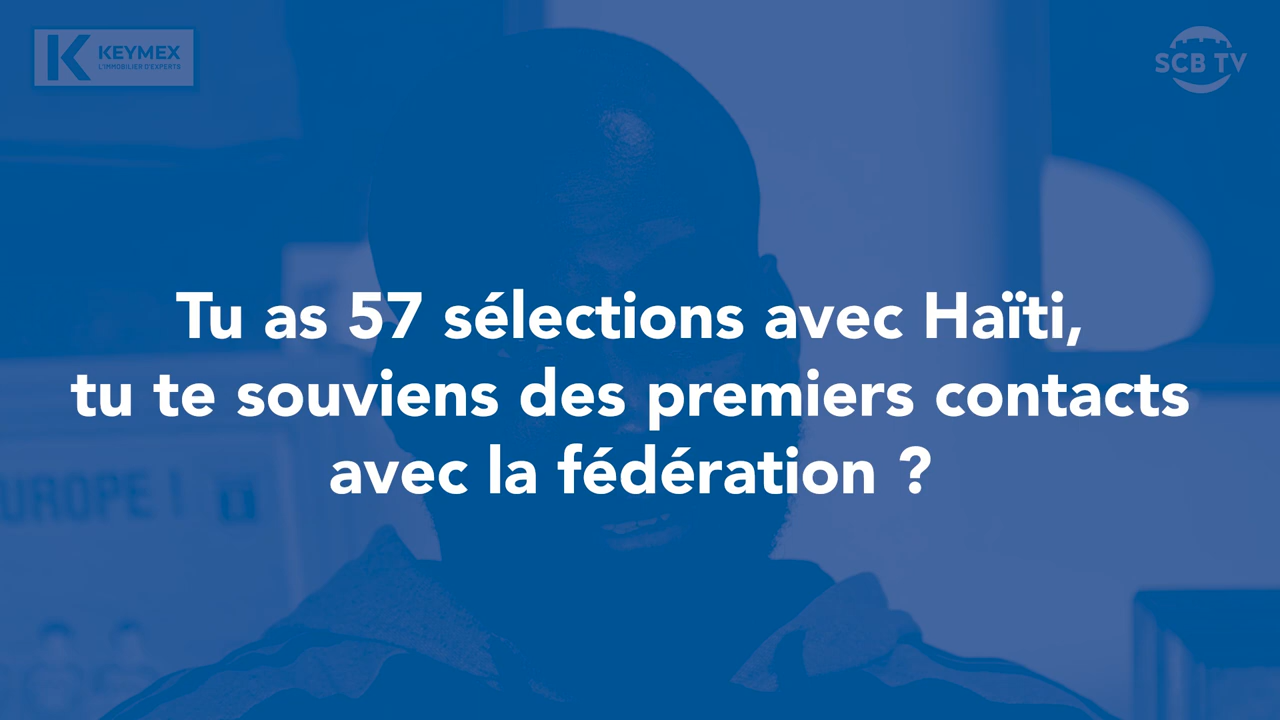 KEYMEX
L'IMMOBILIER D'EXPERTS
SCB TV
Tu as 57 sélections avec Haïti,
tu te souviens des premiers contacts
avec la fédération ?
UROPE 1